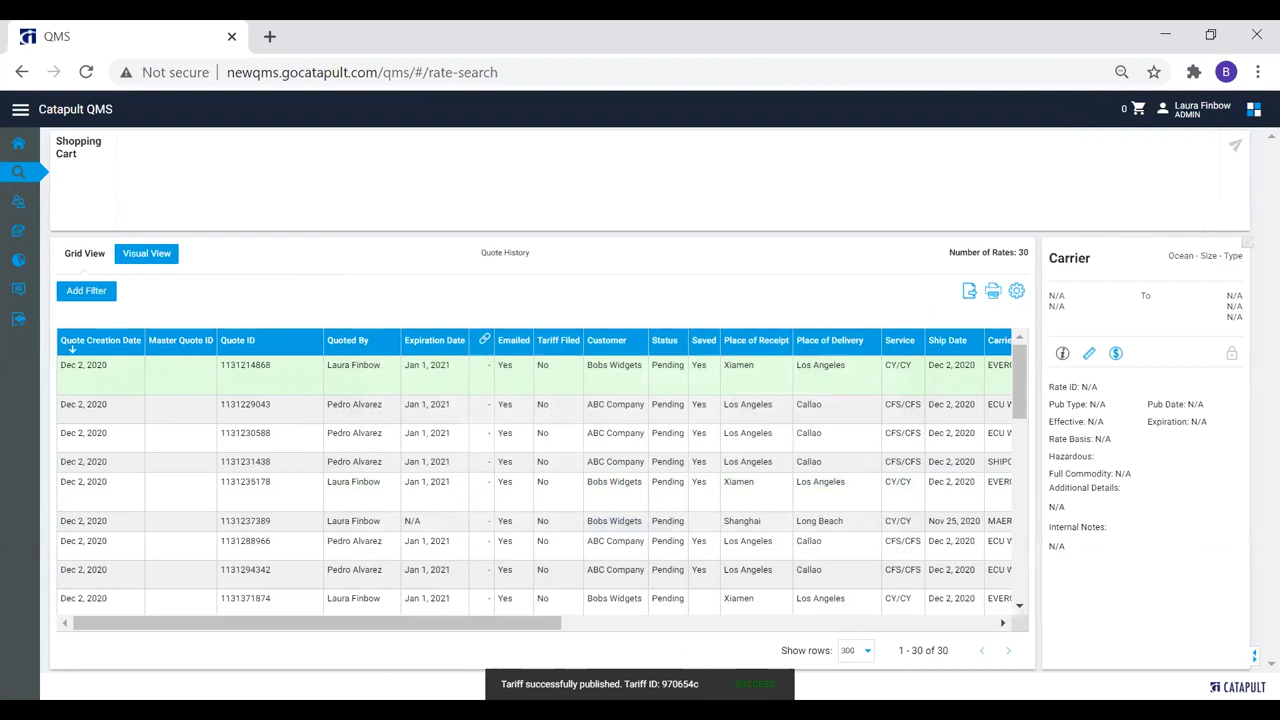 QMS
Not secure newqms.gocatapult.com/qms/#/rate-search
B
Catapult QMS
0
Laura Finbow
ADMIN
Shopping
Cart
Grid View Visual View Quote History Number of Rates: 30
Add Filter
Quote Creation Date Master Quote ID Quote ID Quoted By Expiration Date Emailed Tariff Filed Customer Status Saved Place of Receipt Place of Delivery Service Ship Date Carrie
Dec 2, 2020 1131214868 Laura Finbow Jan 1, 2021 - Yes No Bobs Widgets Pending Yes Xiamen Los Angeles CY/CY Dec 2, 2020 EVERG
Dec 2, 2020 1131229043 Pedro Alvarez Jan 1, 2021 - Yes No ABC Company Pending Yes Los Angeles Callao CFS/CFS Dec 2, 2020 ECU W
Dec 2, 2020 1131230588 Pedro Alvarez Jan 1, 2021 - Yes No ABC Company Pending Yes Los Angeles Callao CFS/CFS Dec 2, 2020 ECU W
Dec 2, 2020 1131231438 Pedro Alvarez Jan 1, 2021 - Yes No ABC Company Pending Yes Los Angeles Callao CFS/CFS Dec 2, 2020 SHIPC
Dec 2, 2020 1131235178 Laura Finbow Jan 1, 2021 - Yes No Bobs Widgets Pending Yes Xiamen Los Angeles CY/CY Dec 2, 2020 EVERG
Dec 2, 2020 1131237389 Laura Finbow N/A - Yes No Bobs Widgets Pending Shanghai Long Beach CY/CY Nov 25, 2020 MAER
Dec 2, 2020 1131288966 Pedro Alvarez Jan 1, 2021 - Yes No ABC Company Pending Yes Los Angeles Callao CFS/CFS Dec 2, 2020 ECU W
Dec 2, 2020 1131294342 Pedro Alvarez Jan 1, 2021 - Yes No ABC Company Pending Yes Los Angeles Callao CFS/CFS Dec 2, 2020 ECU W
Dec 2, 2020 1131371874 Laura Finbow Jan 1, 2021 - Yes No Bobs Widgets Pending Xiamen Los Angeles CY/CY Dec 2, 2020 EVERG
Show rows: 300 1 - 30 of 30
Carrier Ocean - Size - Type
N/A To N/A
N/A N/A
N/A
Rate ID: N/A
Pub Type: N/A Pub Date: N/A
Effective: N/A Expiration: N/A
Rate Basis: N/A
Hazardous:
Full Commodity: N/A
Additional Details:
N/A
Internal Notes:
N/A
Tariff successfully published. Tariff ID: 970654c SUCCESS
CATAPULT